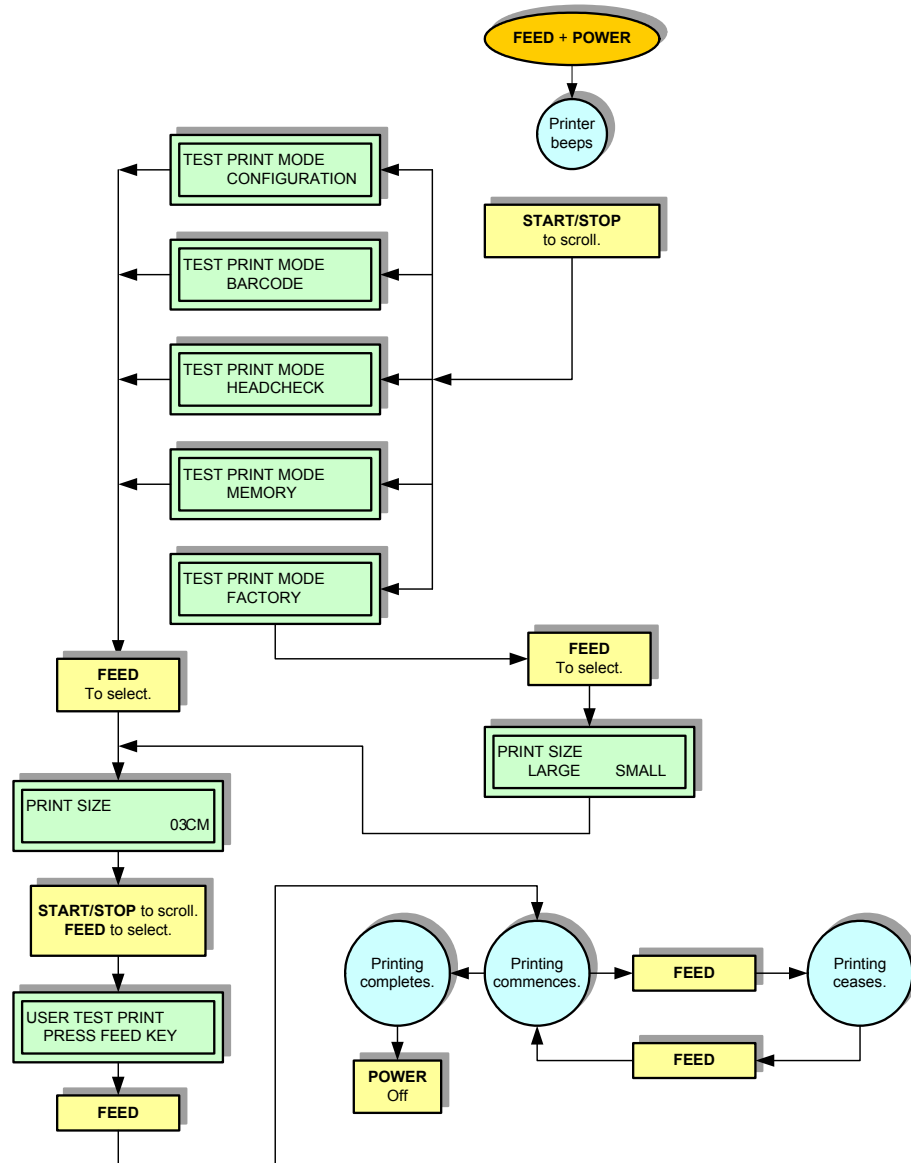 FEED + POWER
Printer
beeps
TEST PRINT MODE
CONFIGURATION
START/STOP
to scroll.
TEST PRINT MODE
BARCODE
TEST PRINT MODE
HEADCHECK
TEST PRINT MODE
MEMORY
TEST PRINT MODE
FACTORY
FEED
To select.
FEED
To select.
PRINT SIZE
LARGE SMALL
PRINT SIZE
03CM
START/STOP to scroll.
FEED to select.
USER TEST PRINT
PRESS FEED KEY
FEED
Printing
completes.
Printing
commences.
FEED
Printing
ceases.
FEED
POWER
Off